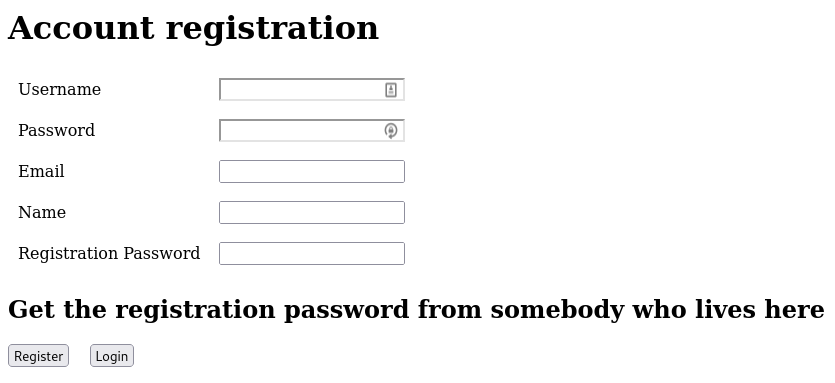 Account registration
Username
Password
Email
Name
Registration Password
Get the registration password from somebody who lives here
Register Login